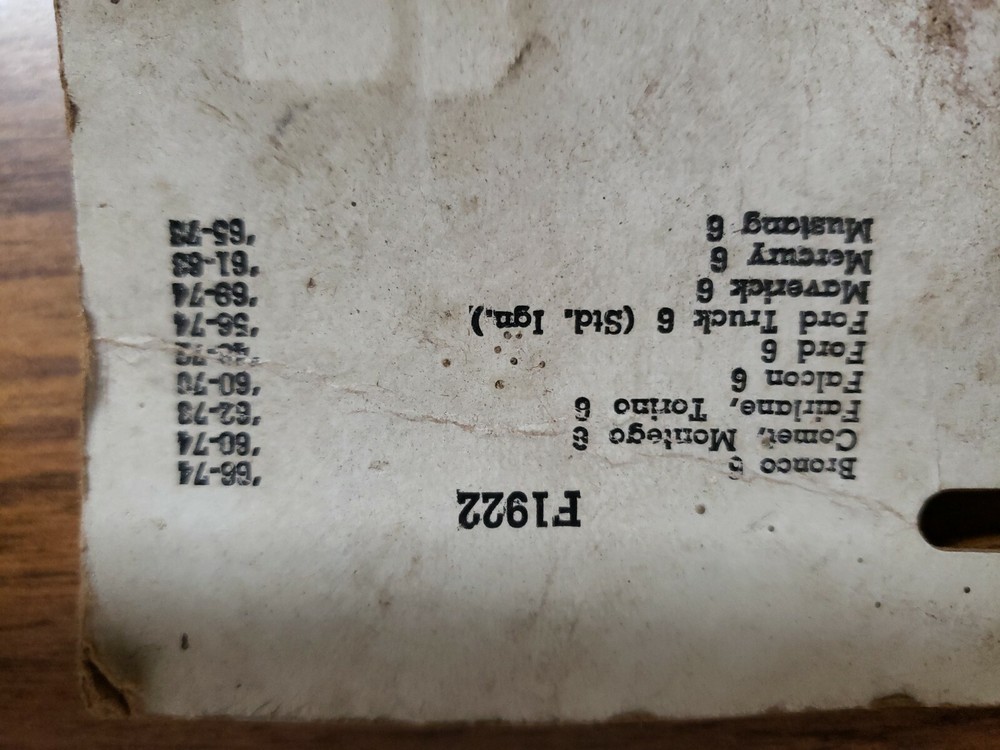 F1922
Bronco 6 '66-74
Comet, Montego 6 '60-74
Fairlane, Torino 6 '62-73
Falcon 6 '60-70
Ford 6
Ford Truck 6 (Std. Ign.) '56-74
Maverick 6 '69-74
Mercury 6 '61-63
Mustang 6 '65-73